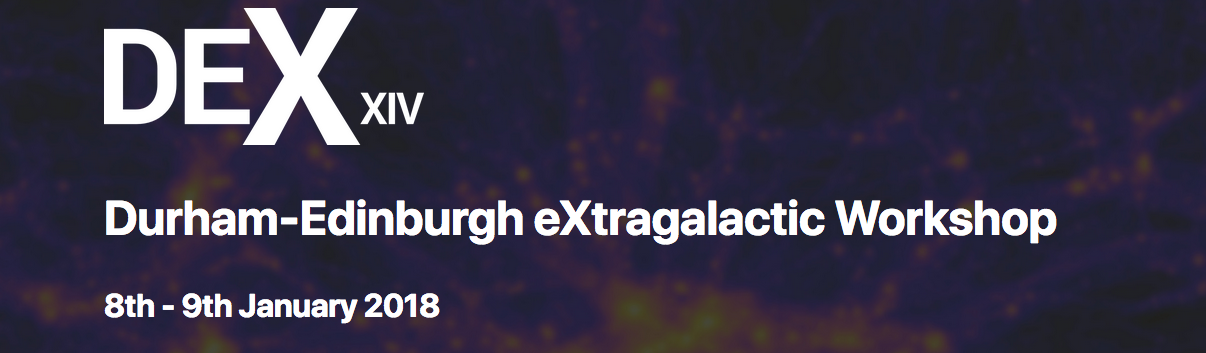 DEX XIV
Durham-Edinburgh eXtragalactic Workshop
8th - 9th January 2018